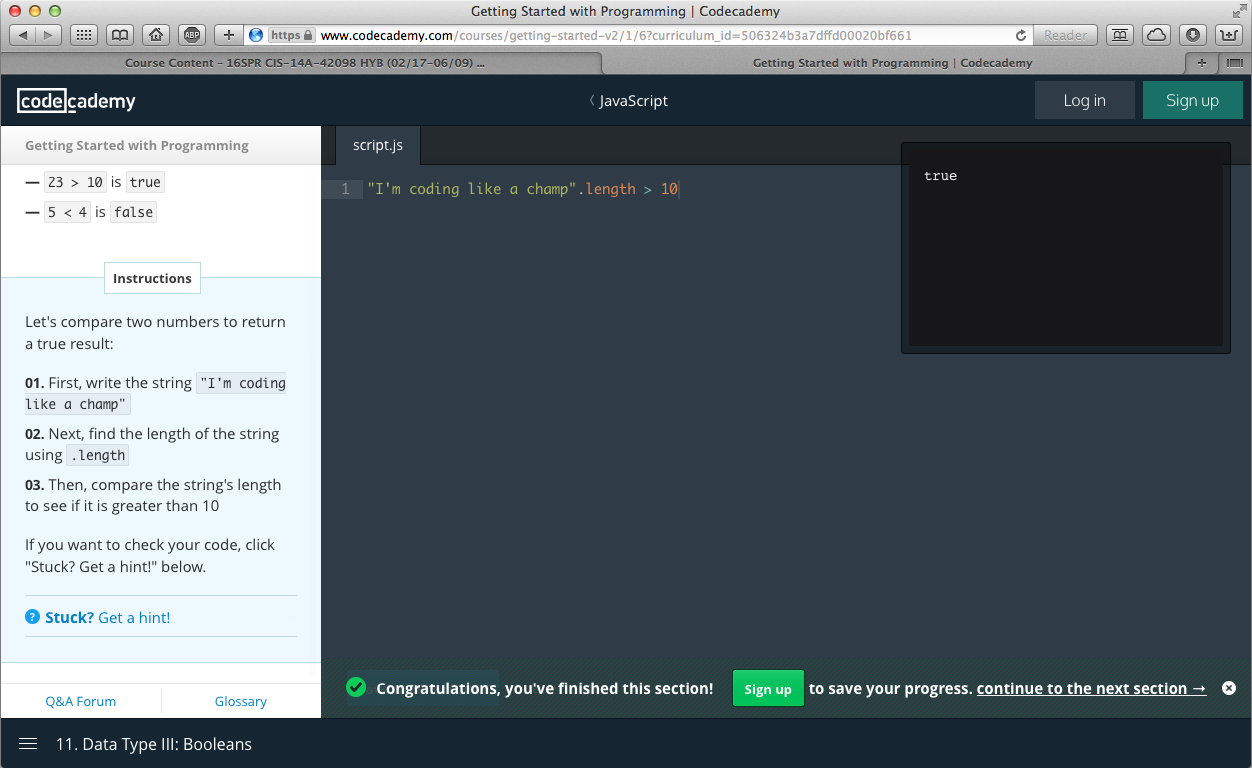 Getting Started with Programming | Codecademy
ABP
https www.codecademy.com/courses/getting-started-v2/1/6?curriculum_id=506324b3a7dffd00020bf661
Reader
Course Content - 16SPR CIS-14A-42098 HYB (02/17-06/09) ...
Getting Started with Programming | Codecademy
codecademy
JavaScript
Log in
Sign up
Getting Started with Programming
— 23 > 10 is true
— 5 < 4 is false
Instructions
Let's compare two numbers to return
a true result:
01. First, write the string "I'm coding
like a champ"
02. Next, find the length of the string
using .length
03. Then, compare the string's length
to see if it is greater than 10
If you want to check your code, click
"Stuck? Get a hint!" below.
? Stuck? Get a hint!
Q&A Forum
Glossary
script.js
1 "I'm coding like a champ".length > 10
true
Congratulations, you've finished this section!
Sign up
to save your progress. continue to the next section →
11. Data Type III: Booleans